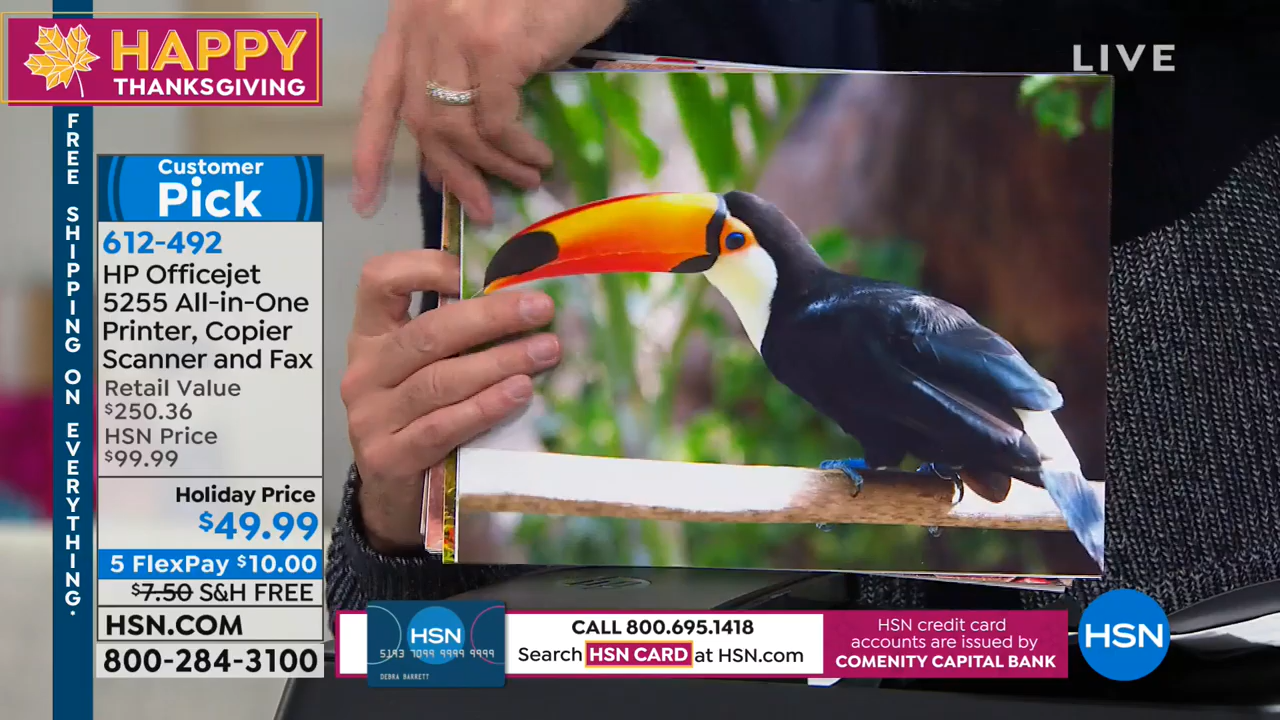 HAPPY
THANKSGIVING
LIVE
FREE SHIPPING ON EVERYTHING.
Customer
Pick
612-492
HP Officejet
5255 All-in-One
Printer, Copier
Scanner and Fax
Retail Value
$250.36
HSN Price
$99.99
Holiday Price
$49.99
5 FlexPay $10.00
$7.50 S&H FREE
HSN.COM
800-284-3100
HSN
5193 7099 9999 9999
DEBRA BARRETT
CALL 800.695.1418
Search HSN CARD at HSN.com
HSN credit card
accounts are issued by
COMENITY CAPITAL BANK
HSN